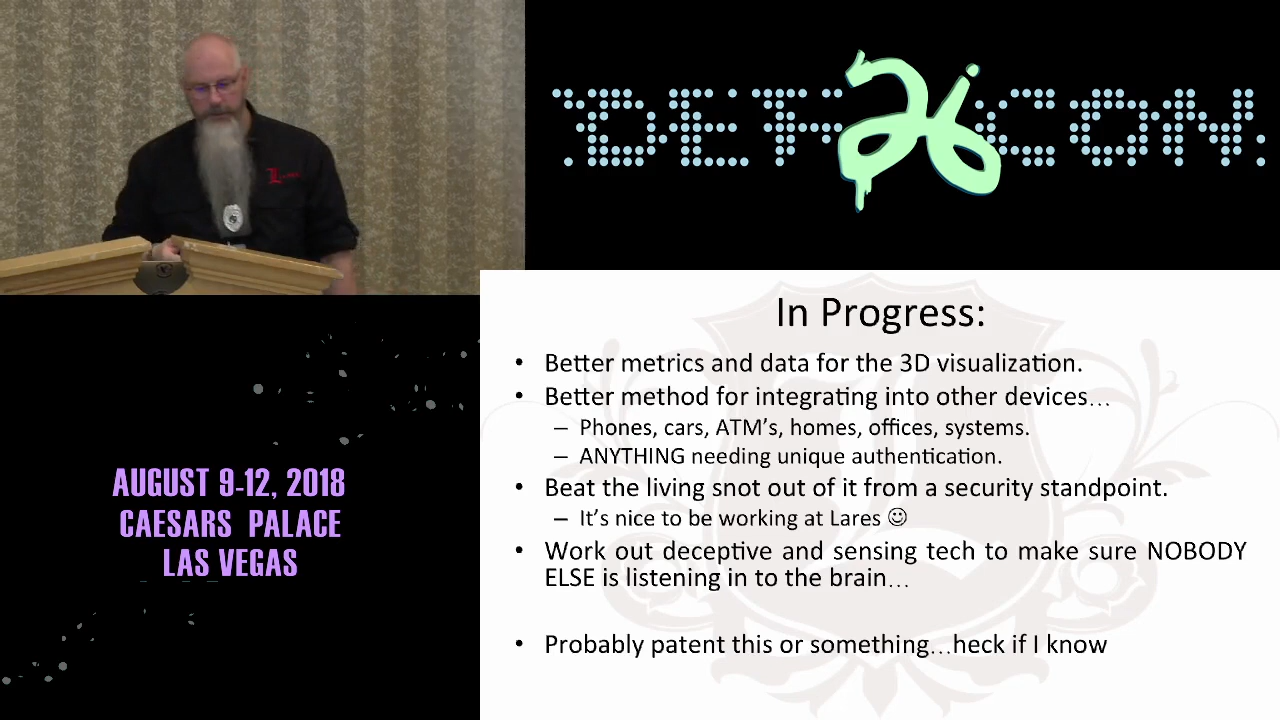 DEF 26 CON
In Progress:
• Better metrics and data for the 3D visualization.
• Better method for integrating into other devices…
– Phones, cars, ATM's, homes, offices, systems.
– ANYTHING needing unique authentication.
• Beat the living snot out of it from a security standpoint.
– It's nice to be working at Lares ☺
• Work out deceptive and sensing tech to make sure NOBODY
ELSE is listening in to the brain…
• Probably patent this or something…heck if I know
AUGUST 9-12, 2018
CAESARS PALACE
LAS VEGAS